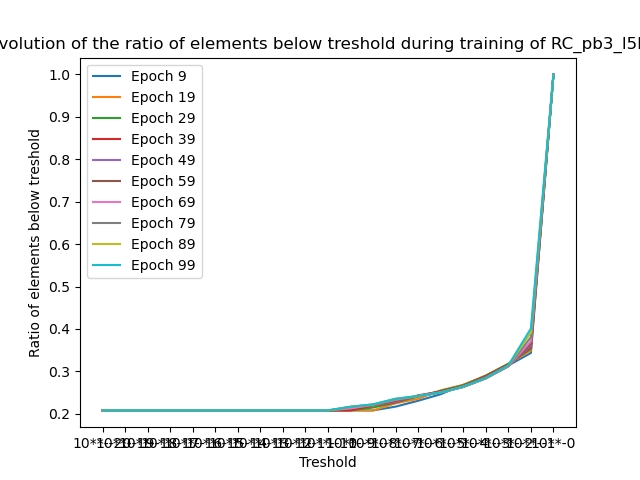 volution of the ratio of elements below treshold during training of RC_pb3_l5
Epoch 9
Epoch 19
Epoch 29
Epoch 39
Epoch 49
Epoch 59
Epoch 69
Epoch 79
Epoch 89
Epoch 99
1.0
0.9
0.8
0.7
0.6
0.5
0.4
0.3
0.2
Ratio of elements below treshold
Treshold